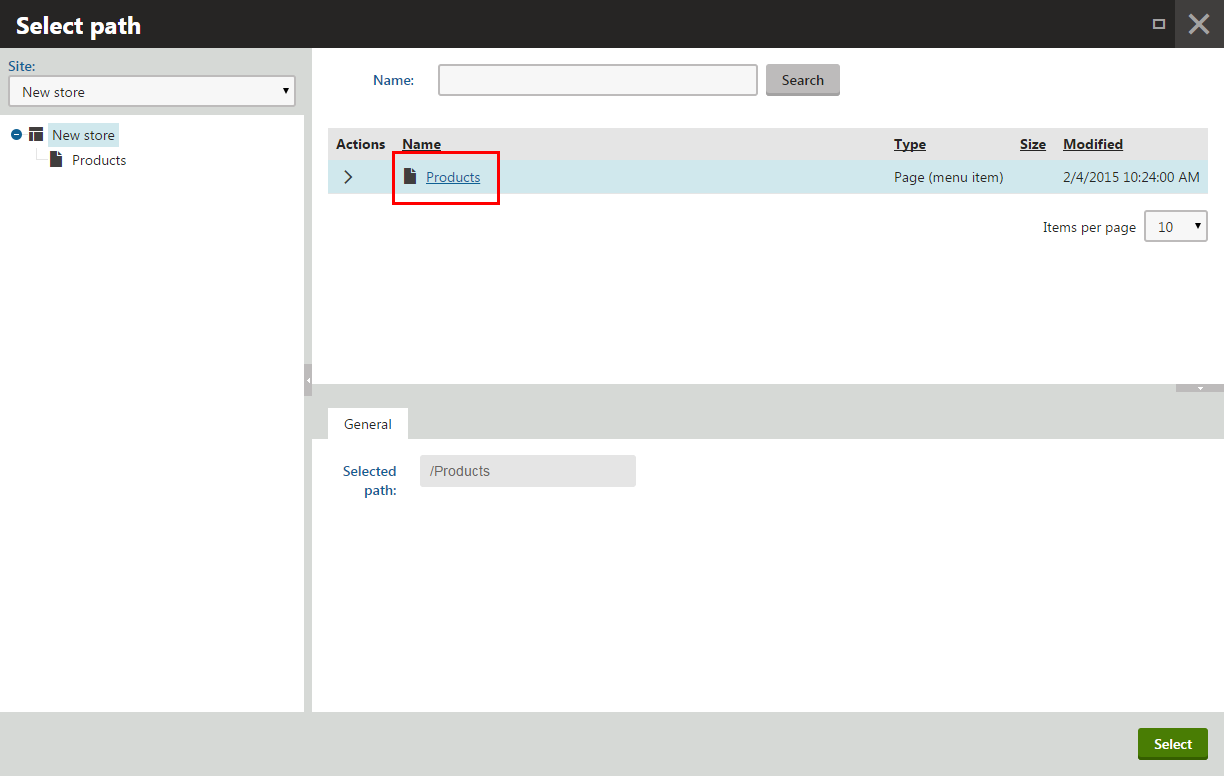 Select path
Site:
New store
New store
Products
Name:
Search
Actions Name Type Size Modified
Products Page (menu item) 2/4/2015 10:24:00 AM
Items per page 10
General
Selected
path:
/Products
Select